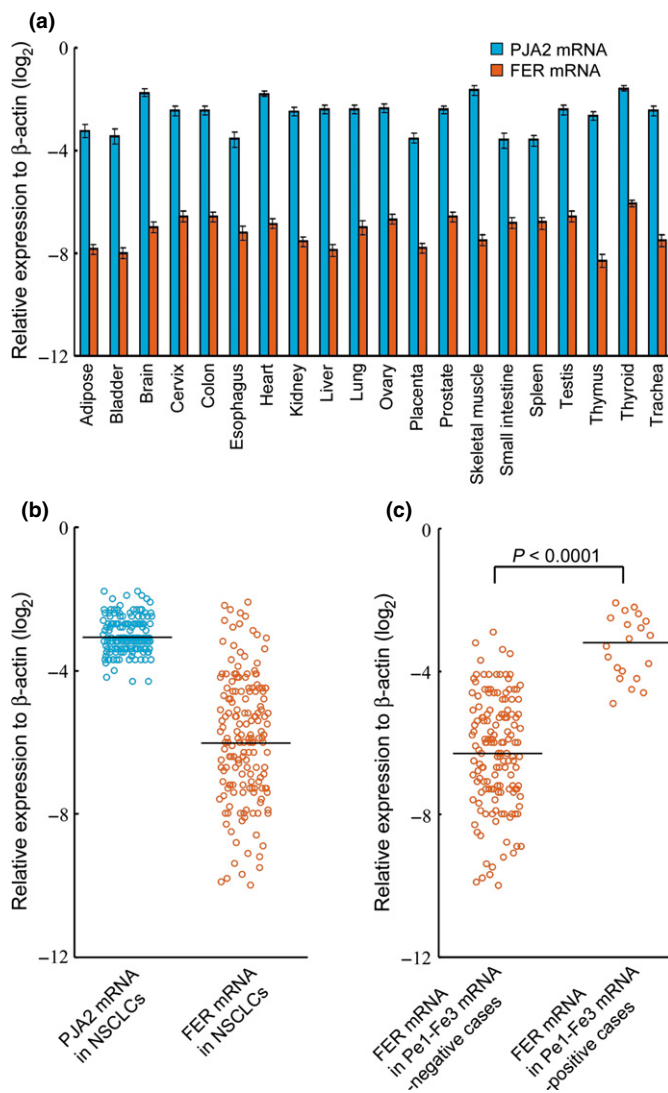 (a)
Relative expression to β-actin (log2)
0
−4
−8
−12
PJA2 mRNA
FER mRNA
Adipose
Bladder
Brain
Cervix
Colon
Esophagus
Heart
Kidney
Liver
Lung
Ovary
Placenta
Prostate
Skeletal muscle
Small intestine
Spleen
Testis
Thymus
Thyroid
Trachea
(b)
Relative expression to β-actin (log2)
0
−4
−8
−12
PJA2 mRNA
in NSCLCs
FER mRNA
in NSCLCs
(c)
Relative expression to β-actin (log2)
0
−4
−8
−12
P < 0.0001
FER mRNA
in Pe1-Fe3 mRNA
-negative cases
FER mRNA
in Pe1-Fe3 mRNA
-positive cases